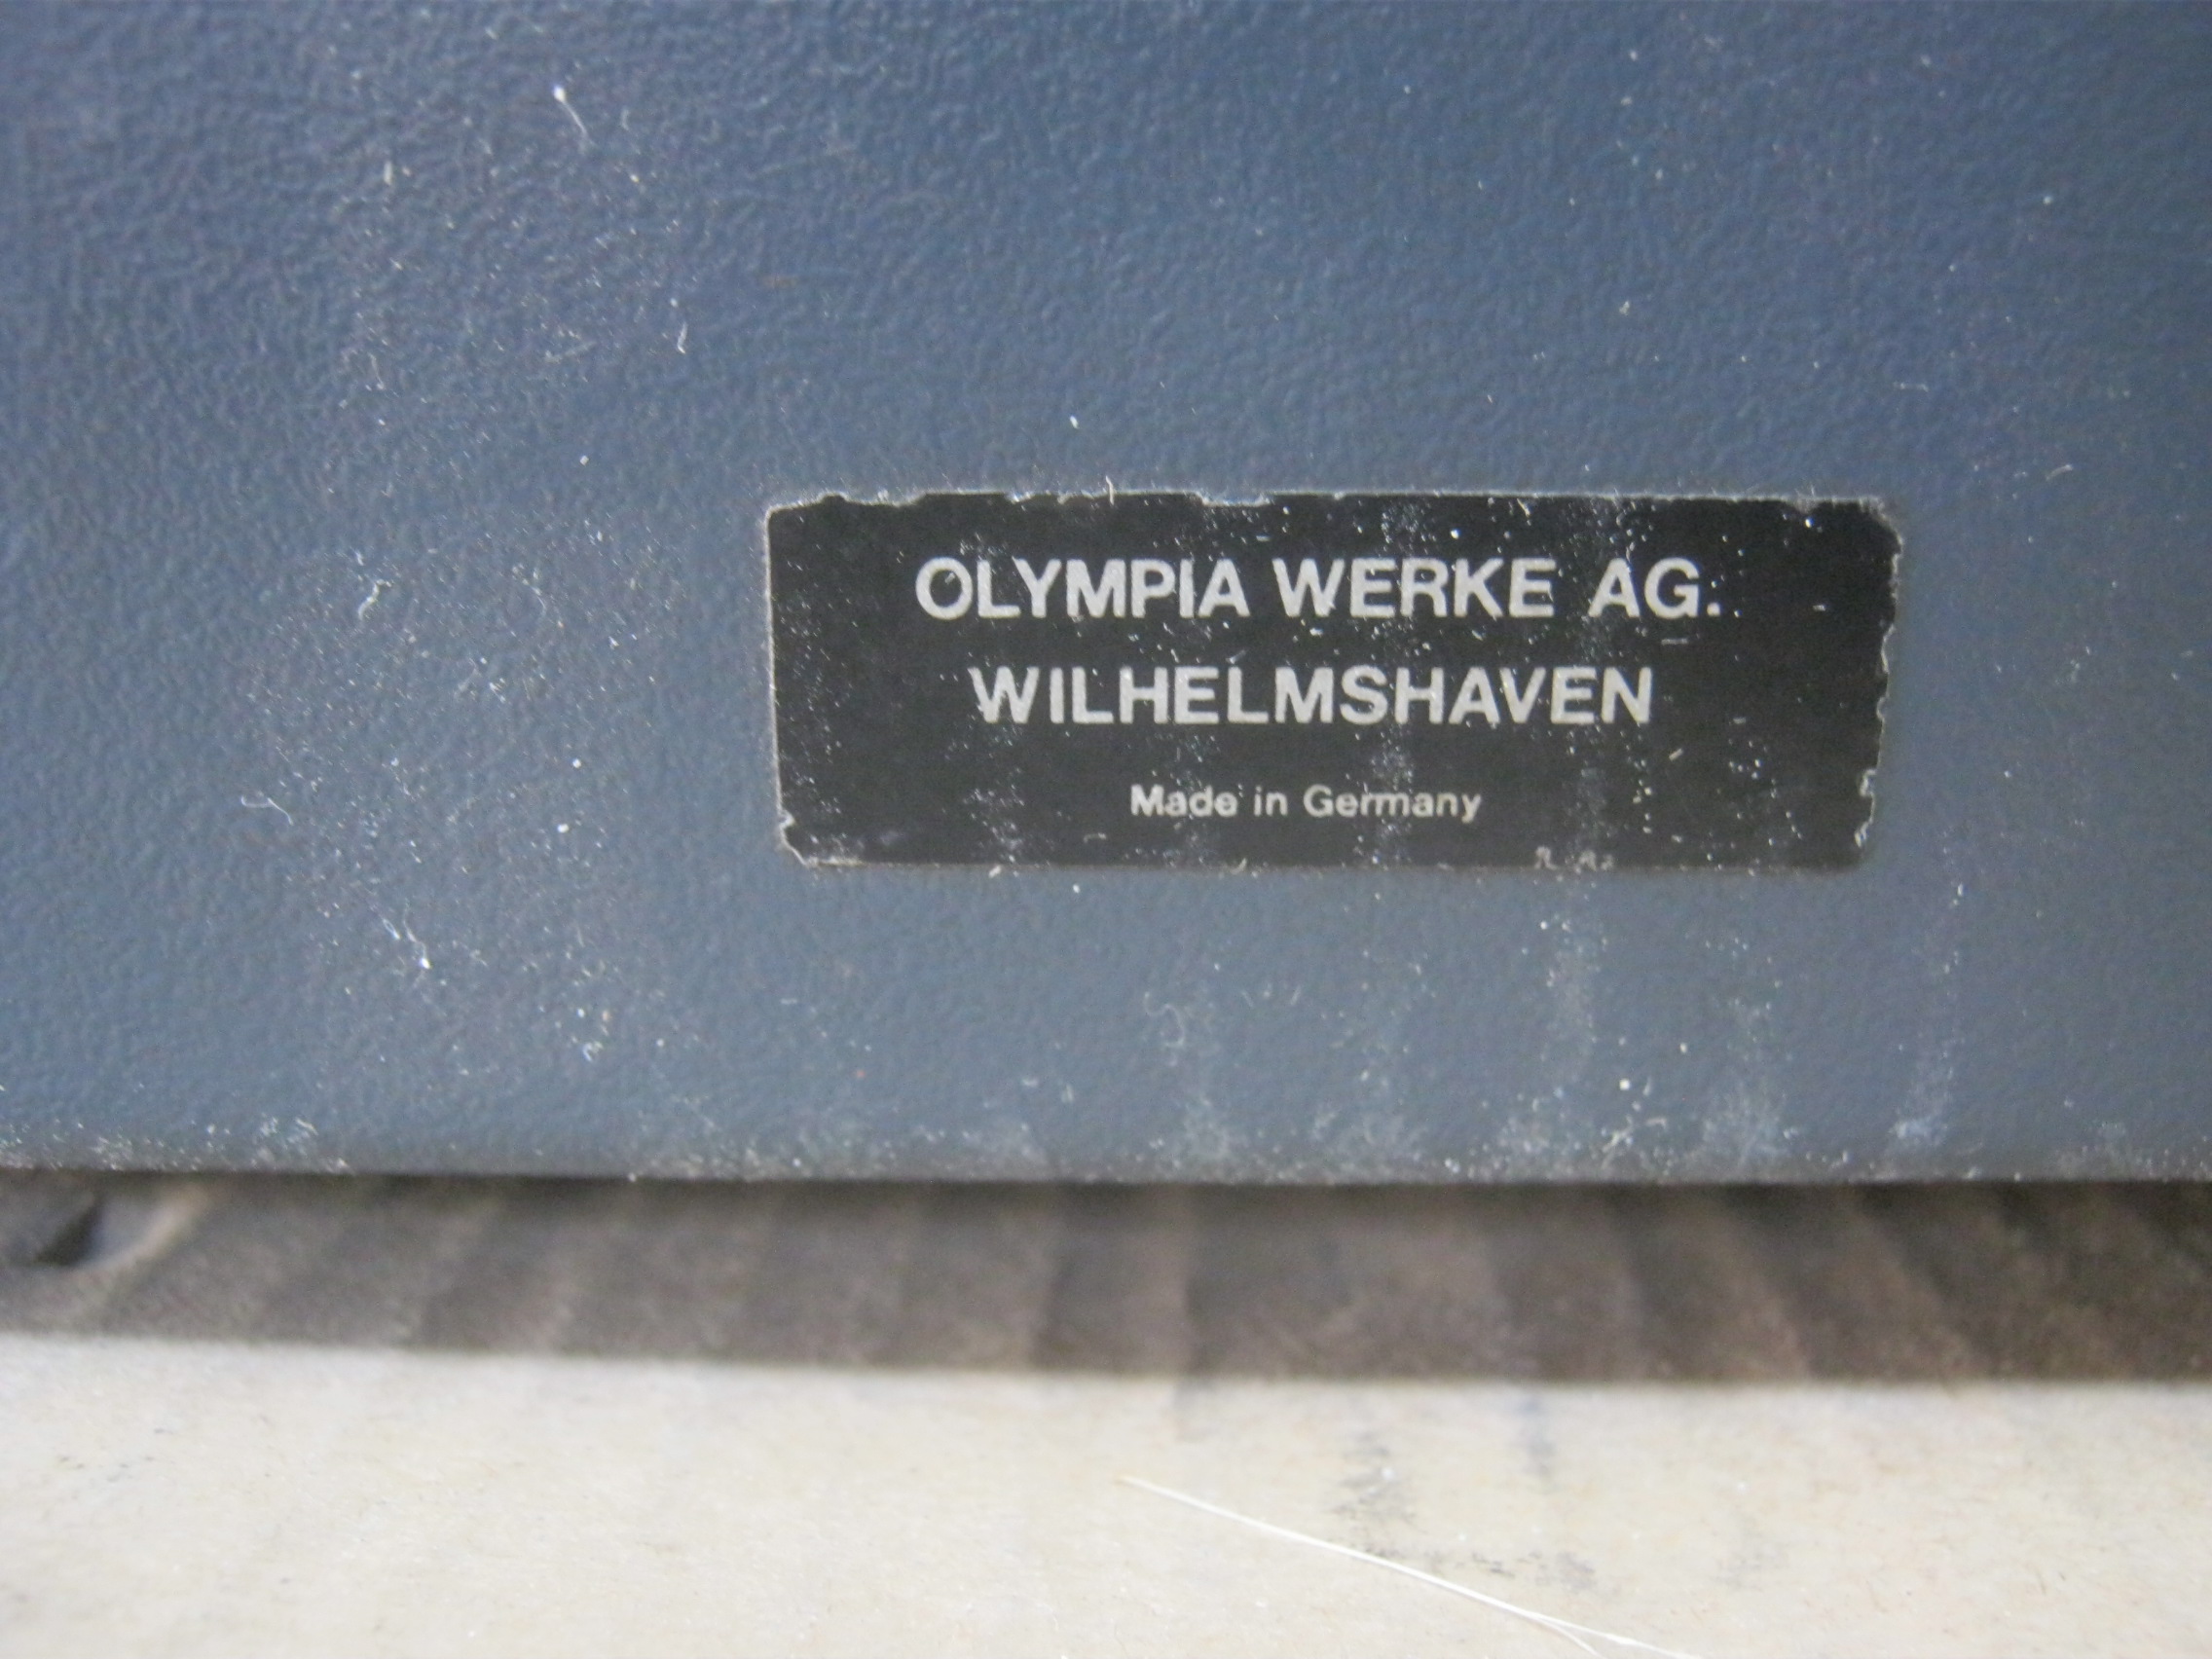 OLYMPIA WERKE AG.
WILHELMSHAVEN
Made in Germany